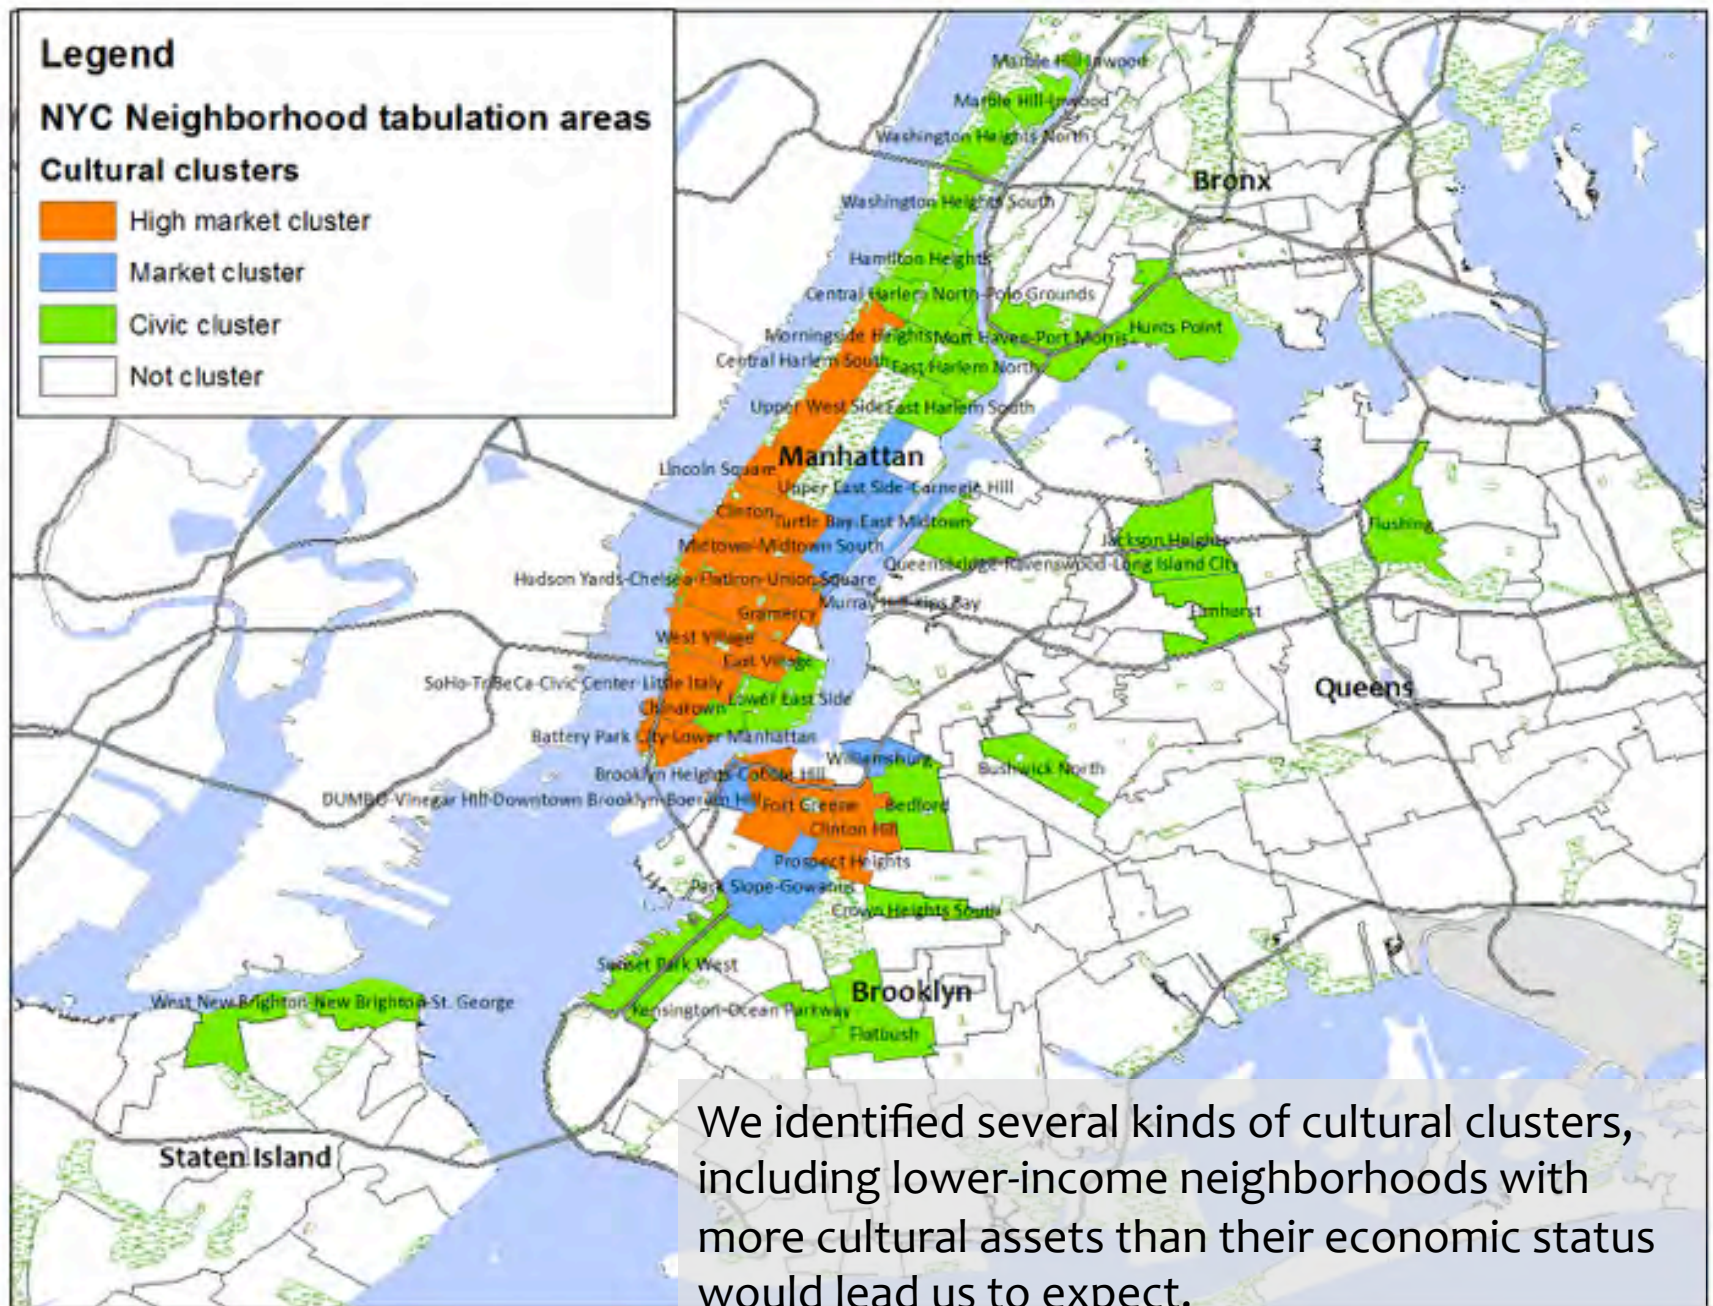 Legend
NYC Neighborhood tabulation areas
Cultural clusters
High market cluster
Market cluster
Civic cluster
Not cluster
Marble Hill-Inwood
Marble Hill-Inwood
Washington Heights North
Bronx
Washington Heights South
Hamilton Heights
Central Harlem North-Polo Grounds
Hunts Point
Morningside Heights
Mott Haven-Port Morris
Central Harlem South
East Harlem North
Upper West Side
East Harlem South
Manhattan
Lincoln Square
Upper East Side-Carnegie Hill
Clinton
Turtle Bay-East Midtown
Flushing
Midtown-Midtown South
Jackson Heights
Queensbridge-Ravenswood-Long Island City
Hudson Yards-Chelsea-Flatiron-Union Square
Murray Hill-Kips Bay
Elmhurst
Gramercy
West Village
East Village
SoHo-TriBeCa-Civic Center-Little Italy
Queens
Lower East Side
Chinatown
Battery Park City-Lower Manhattan
Williamsburg
Bushwick North
Brooklyn Heights-Cobble Hill
DUMBO-Vinegar Hill-Downtown Brooklyn-Boerum Hill
Fort Greene
Bedford
Clinton Hill
Prospect Heights
Park Slope-Gowanus
Crown Heights South
Sunset Park West
Brooklyn
West New Brighton-New Brighton-St. George
Kensington-Ocean Parkway
Flatbush
Staten Island
We identified several kinds of cultural clusters,
including lower-income neighborhoods with
more cultural assets than their economic status
would lead us to expect.